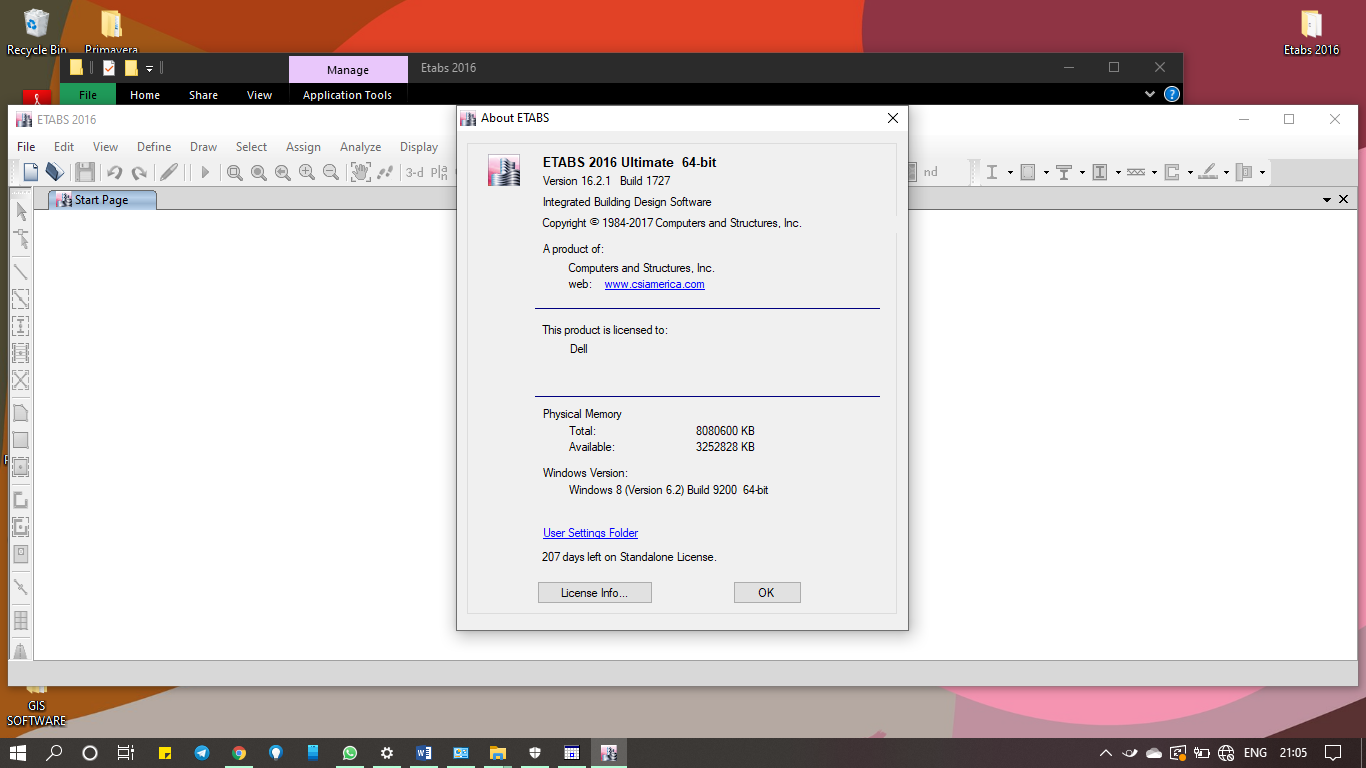 Recycle Bin
Primavera
Etabs 2016
Manage
Etabs 2016
File
Home
Share
View
Application Tools
ETABS 2016
File
Edit
View
Define
Draw
Select
Assign
Analyze
Display
3-d
nd
Start Page
About ETABS
ETABS 2016 Ultimate 64-bit
Version 16.2.1 Build 1727
Integrated Building Design Software
Copyright © 1984-2017 Computers and Structures, Inc.
A product of:
Computers and Structures, Inc.
web: www.csiamerica.com
This product is licensed to:
Dell
Physical Memory
Total: 8080600 KB
Available: 3252828 KB
Windows Version:
Windows 8 (Version 6.2) Build 9200 64-bit
User Settings Folder
207 days left on Standalone License.
License Info...
OK
GIS
SOFTWARE
ENG
21:05